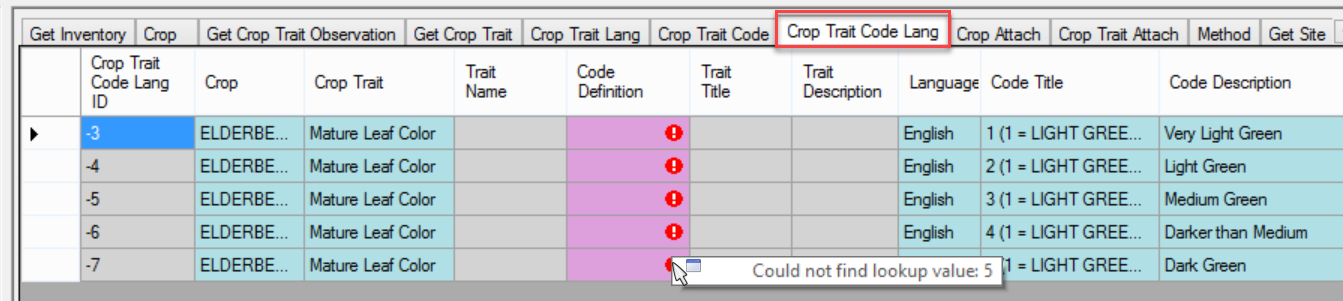 Get Inventory Crop Get Crop Trait Observation Get Crop Trait Crop Trait Lang Crop Trait Code Crop Trait Code Lang Crop Attach Crop Trait Attach Method Get Site
Crop Trait Code Lang ID Crop Crop Trait Trait Name Code Definition Trait Title Trait Description Language Code Title Code Description
-3 ELDERBE... Mature Leaf Color English 1 (1 = LIGHT GREE... Very Light Green
-4 ELDERBE... Mature Leaf Color English 2 (1 = LIGHT GREE... Light Green
-5 ELDERBE... Mature Leaf Color English 3 (1 = LIGHT GREE... Medium Green
-6 ELDERBE... Mature Leaf Color English 4 (1 = LIGHT GREE... Darker than Medium
-7 ELDERBE... Mature Leaf Color Could not find lookup value: 5 (1 = LIGHT GREE... Dark Green